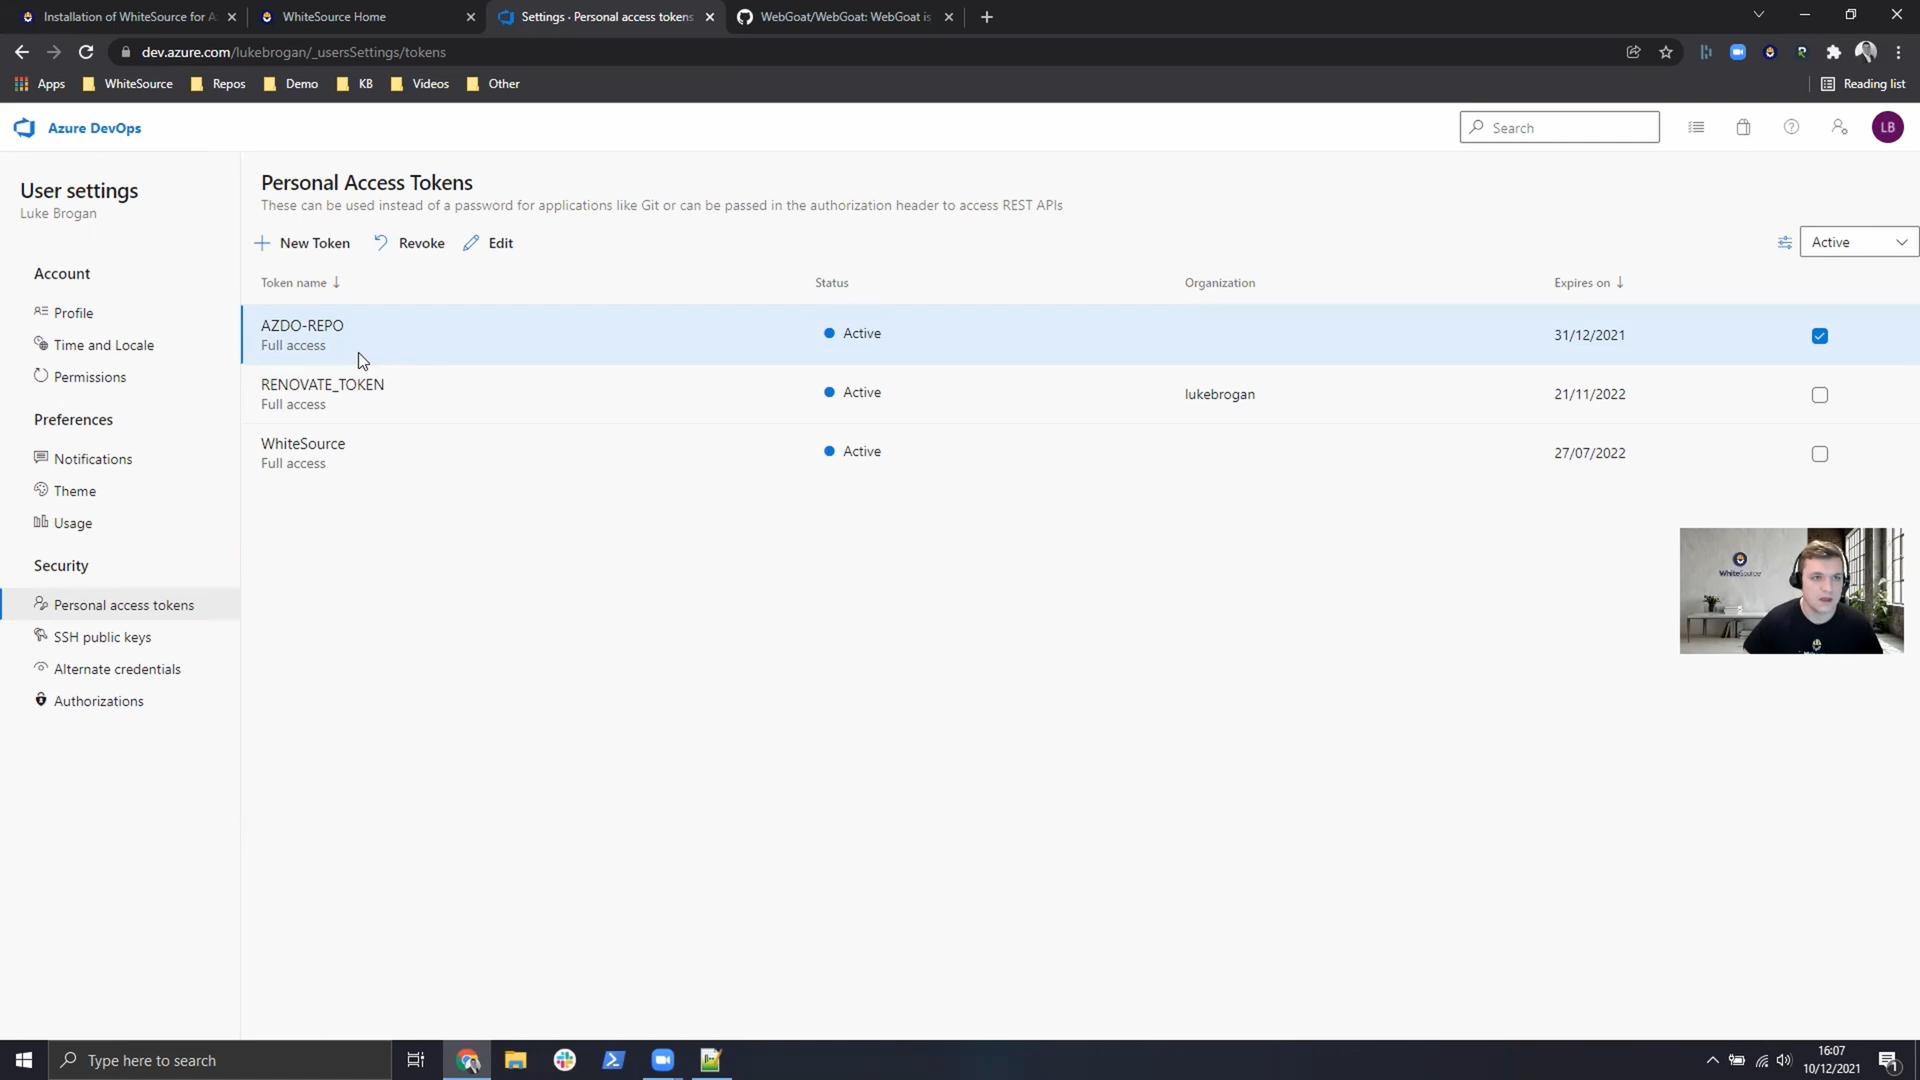 Installation of WhiteSource for A
WhiteSource Home
Settings · Personal access tokens
WebGoat/WebGoat: WebGoat is
dev.azure.com/lukebrogan/_usersSettings/tokens
Apps
WhiteSource
Repos
Demo
KB
Videos
Other
Reading list
Azure DevOps
Search
LB
User settings
Luke Brogan
Account
Profile
Time and Locale
Permissions
Preferences
Notifications
Theme
Usage
Security
Personal access tokens
SSH public keys
Alternate credentials
Authorizations
Personal Access Tokens
These can be used instead of a password for applications like Git or can be passed in the authorization header to access REST APIs
New Token
Revoke
Edit
Active
Token name
Status
Organization
Expires on
AZDO-REPO
Full access
Active
31/12/2021
RENOVATE_TOKEN
Full access
Active
lukebrogan
21/11/2022
WhiteSource
Full access
Active
27/07/2022
WhiteSource
Type here to search
16:07
10/12/2021
1